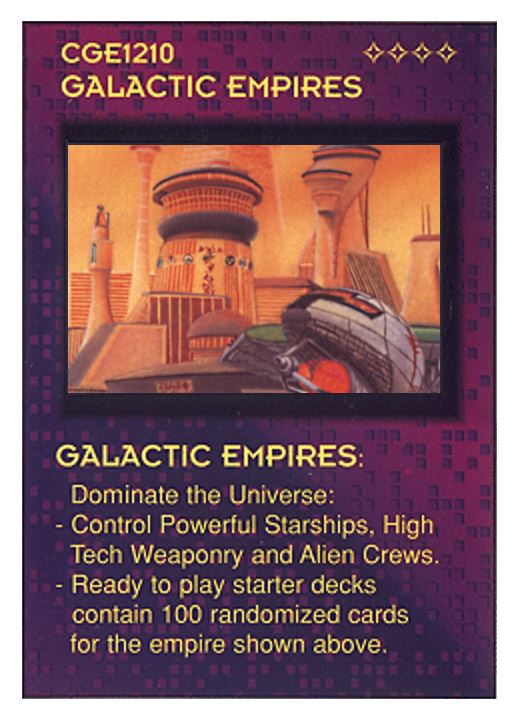 CGE1210
GALACTIC EMPIRES
GALACTIC EMPIRES:
Dominate the Universe:
- Control Powerful Starships, High
Tech Weaponry and Alien Crews.
- Ready to play starter decks
contain 100 randomized cards
for the empire shown above.